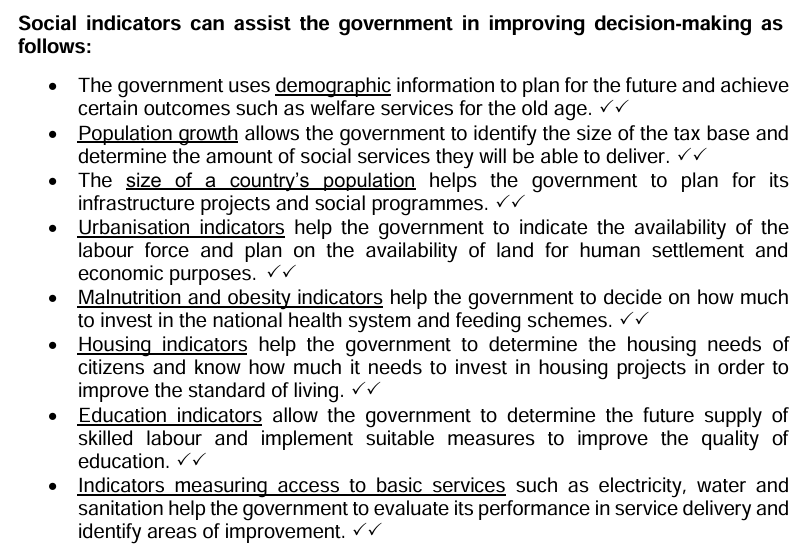 Social indicators can assist the government in improving decision-making as
follows:
• The government uses demographic information to plan for the future and achieve
certain outcomes such as welfare services for the old age. ✓✓
• Population growth allows the government to identify the size of the tax base and
determine the amount of social services they will be able to deliver. ✓✓
• The size of a country's population helps the government to plan for its
infrastructure projects and social programmes. ✓✓
• Urbanisation indicators help the government to indicate the availability of the
labour force and plan on the availability of land for human settlement and
economic purposes. ✓✓
• Malnutrition and obesity indicators help the government to decide on how much
to invest in the national health system and feeding schemes. ✓✓
• Housing indicators help the government to determine the housing needs of
citizens and know how much it needs to invest in housing projects in order to
improve the standard of living. ✓✓
• Education indicators allow the government to determine the future supply of
skilled labour and implement suitable measures to improve the quality of
education. ✓✓
• Indicators measuring access to basic services such as electricity, water and
sanitation help the government to evaluate its performance in service delivery and
identify areas of improvement. ✓✓